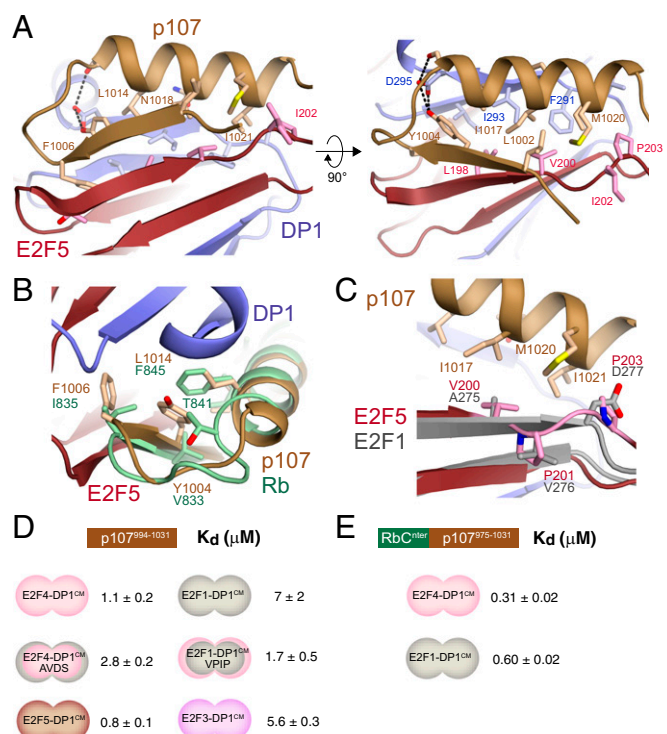 A
p107
L1014
N1018
F1006
I1021
I202
E2F5
DP1
90°
D295
F291
I293
M1020
I1017
Y1004
L1002
P203
L198
V200
I202
B
DP1
L1014
F845
F1006
I835
T841
p107
E2F5
Rb
Y1004
V833
C
p107
M1020
I1017
I1021
P203
D277
V200
A275
E2F5
E2F1
P201
V276
D
p107994-1031 Kd (μM)
E2F4-DP1CM 1.1 ± 0.2 E2F1-DP1CM 7 ± 2
E2F4-DP1CM AVDS 2.8 ± 0.2 E2F1-DP1CM VPIP 1.7 ± 0.5
E2F5-DP1CM 0.8 ± 0.1 E2F3-DP1CM 5.6 ± 0.3
E
RbCnter p107975-1031 Kd (μM)
E2F4-DP1CM 0.31 ± 0.02
E2F1-DP1CM 0.60 ± 0.02